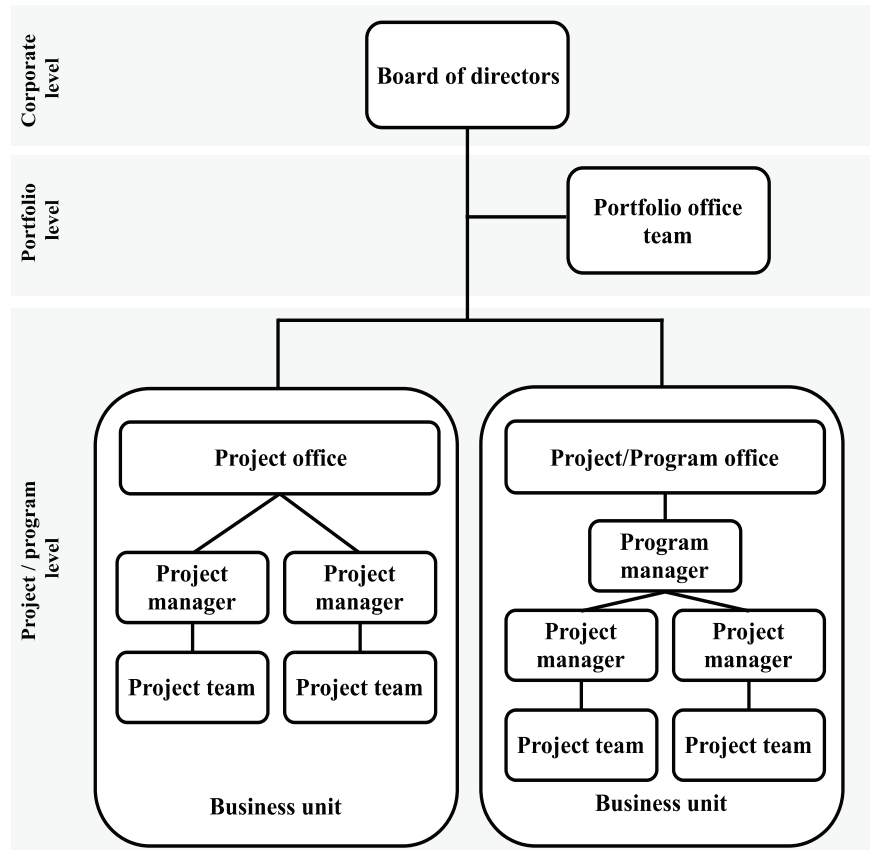 Corporate
level
Board of directors
Portfolio
level
Portfolio office
team
Project / program
level
Project office
Project
manager
Project
manager
Project team
Project team
Business unit
Project/Program office
Program
manager
Project
manager
Project
manager
Project team
Project team
Business unit